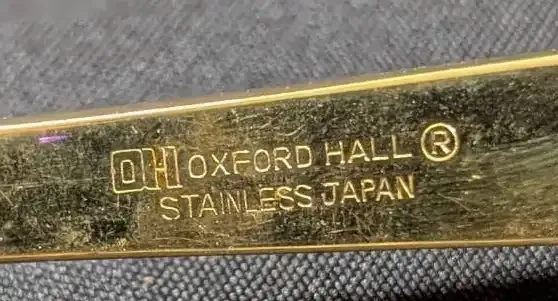 OH OXFORD HALL ®
STAINLESS JAPAN